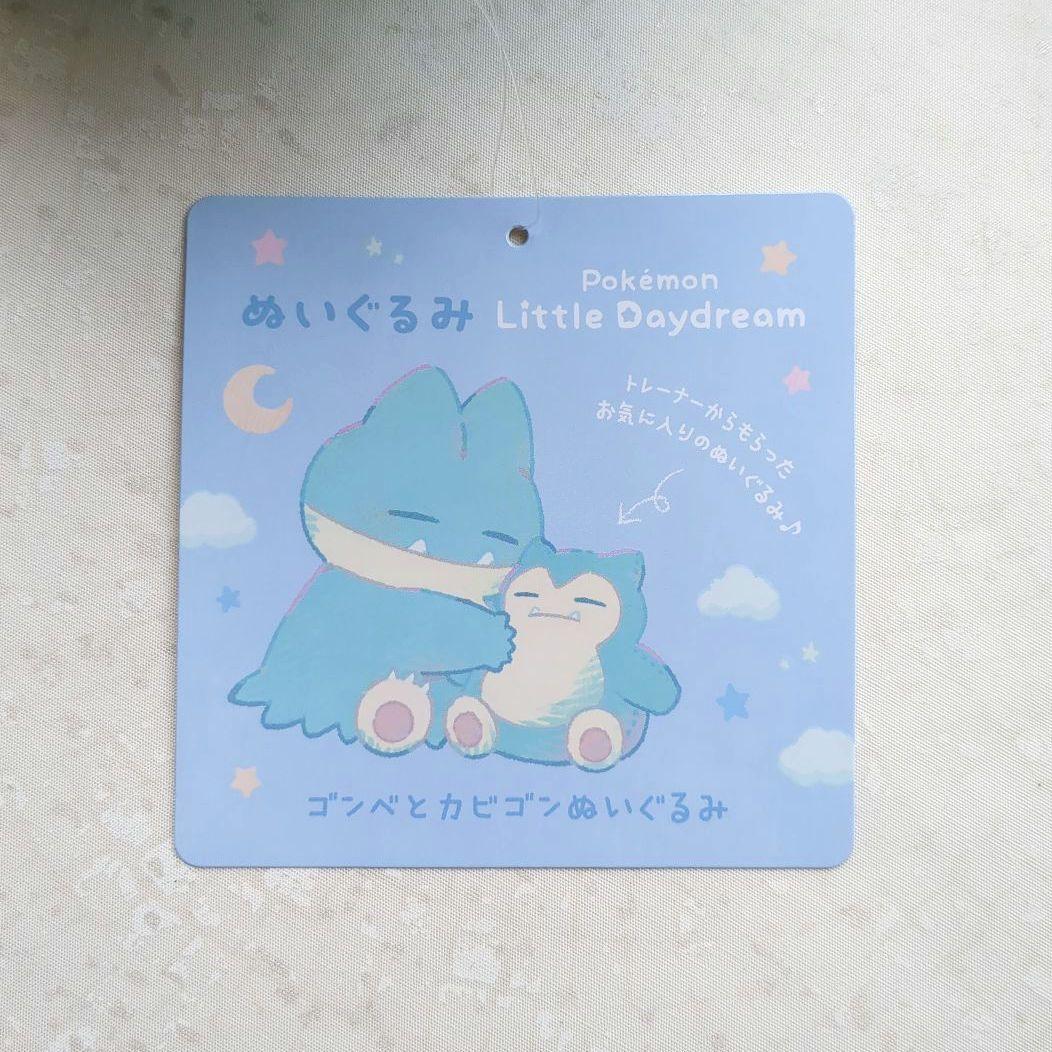 ぬいぐるみ
Pokémon
Little Daydream
トレーナーからもらった
お気に入りのぬいぐるみ♪
ゴンベとカビゴンぬいぐるみ